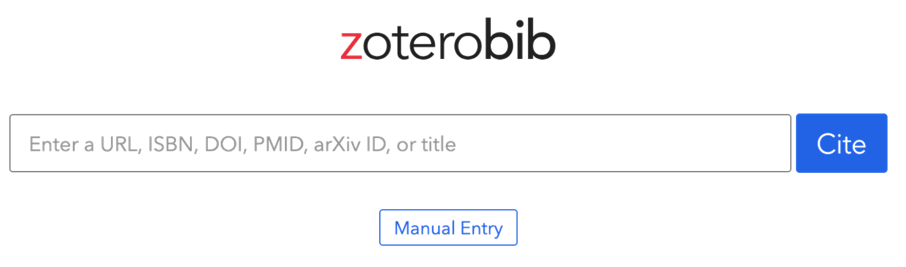 zoterobib
Enter a URL, ISBN, DOI, PMID, arXiv ID, or title
Cite
Manual Entry